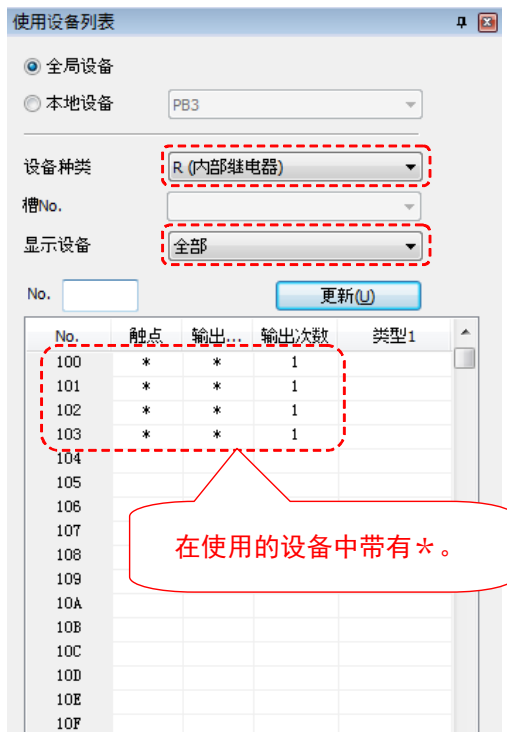 使用设备列表
全局设备
本地设备 PB3
设备种类 R (内部继电器)
槽No.
显示设备 全部
No. 更新(U)
No. 触点 输出... 输出次数 类型1
100 * * 1
101 * * 1
102 * * 1
103 * * 1
104
105
106
107
108
109
10A
10B
10C
10D
10E
10F
在使用的设备中带有＊。